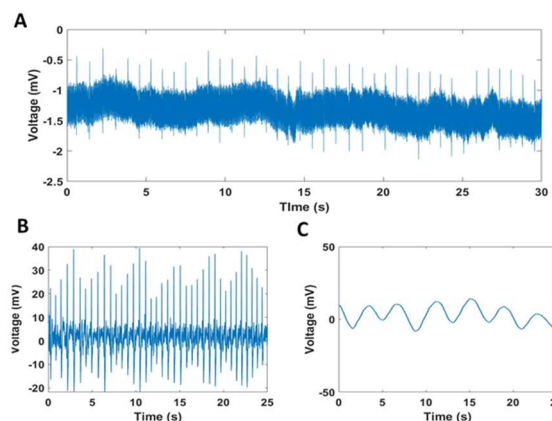 A
Voltage (mV)
0
-0.5
-1
-1.5
-2
-2.5
0 5 10 15 20 25 30
TIme (s)
B
Voltage (mV)
40
30
20
10
0
-10
-20
0 5 10 15 20 25
Time (s)
C
Voltage (mV)
50
0
-50
0 5 10 15 20
Time (s)